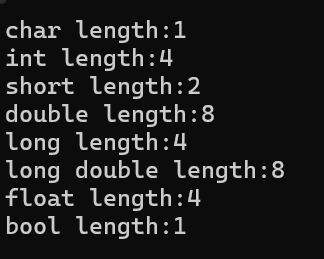 char length:1
int length:4
short length:2
double length:8
long length:4
long double length:8
float length:4
bool length:1